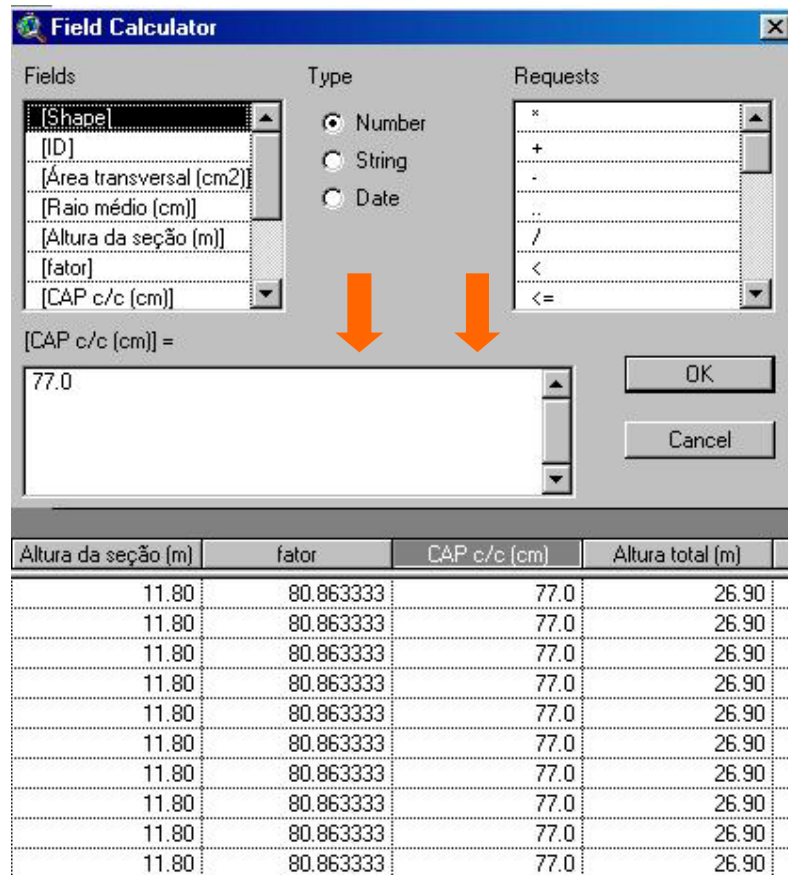 Field Calculator
Fields Type Requests
[Shape]
[ID]
[Área transversal (cm2)]
[Raio médio (cm)]
[Altura da seção (m)]
[fator]
[CAP c/c (cm)]
Number
String
Date
*
+
-
..
/
<
<=
[CAP c/c (cm)] =
77.0
OK
Cancel
Altura da seção (m) fator CAP c/c (cm) Altura total (m)
11.80 80.863333 77.0 26.90
11.80 80.863333 77.0 26.90
11.80 80.863333 77.0 26.90
11.80 80.863333 77.0 26.90
11.80 80.863333 77.0 26.90
11.80 80.863333 77.0 26.90
11.80 80.863333 77.0 26.90
11.80 80.863333 77.0 26.90
11.80 80.863333 77.0 26.90
11.80 80.863333 77.0 26.90